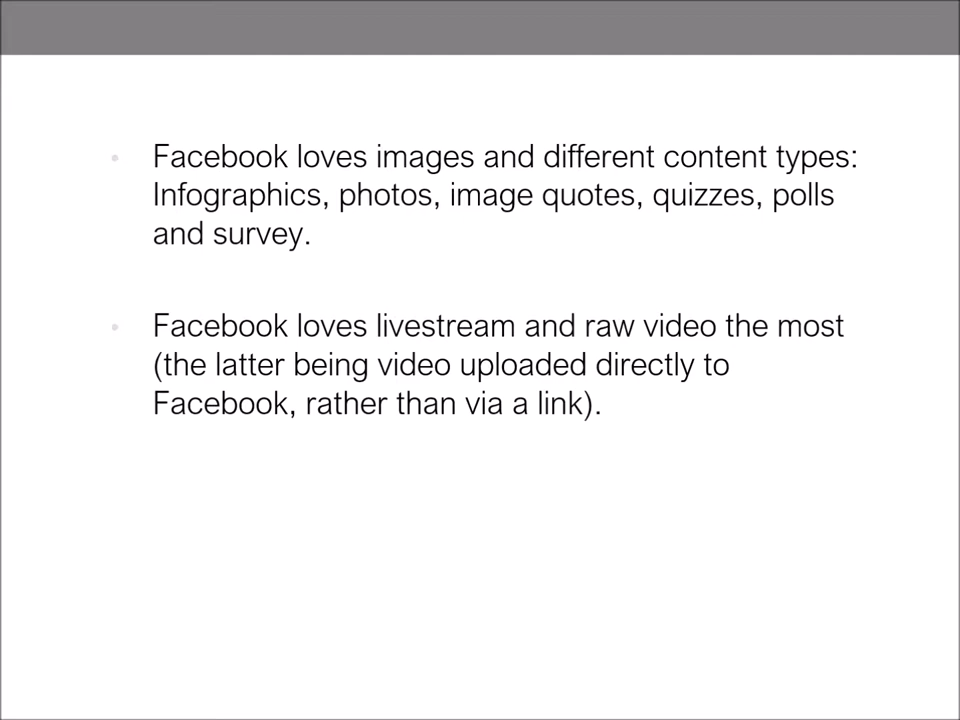 • Facebook loves images and different content types:
Infographics, photos, image quotes, quizzes, polls
and survey.
• Facebook loves livestream and raw video the most
(the latter being video uploaded directly to
Facebook, rather than via a link).